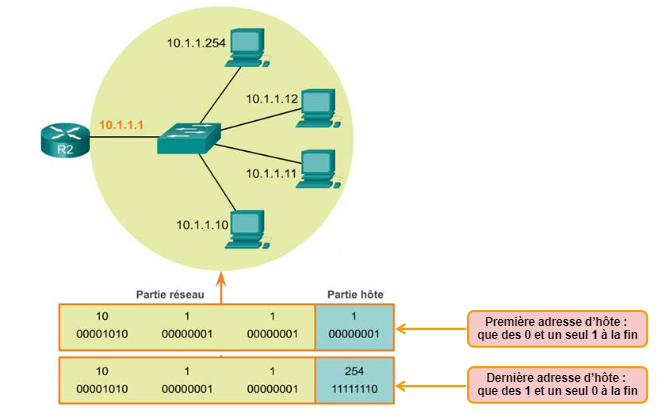 10.1.1.254
10.1.1.12
10.1.1.1
R2
10.1.1.11
10.1.1.10
Partie réseau Partie hôte
10 1 1 1
00001010 00000001 00000001 00000001
Première adresse d'hôte :
que des 0 et un seul 1 à la fin
10 1 1 254
00001010 00000001 00000001 11111110
Dernière adresse d'hôte :
que des 1 et un seul 0 à la fin